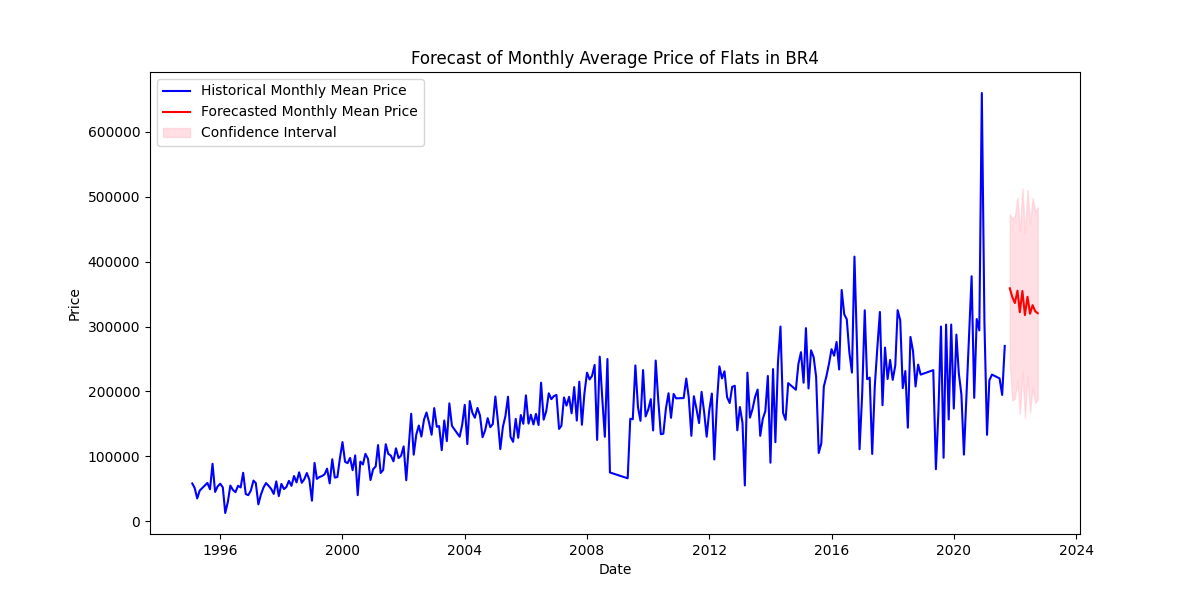 Forecast of Monthly Average Price of Flats in BR4
Historical Monthly Mean Price
Forecasted Monthly Mean Price
Confidence Interval
600000
500000
400000
300000
200000
100000
0
Price
1996
2000
2004
2008
2012
2016
2020
2024
Date